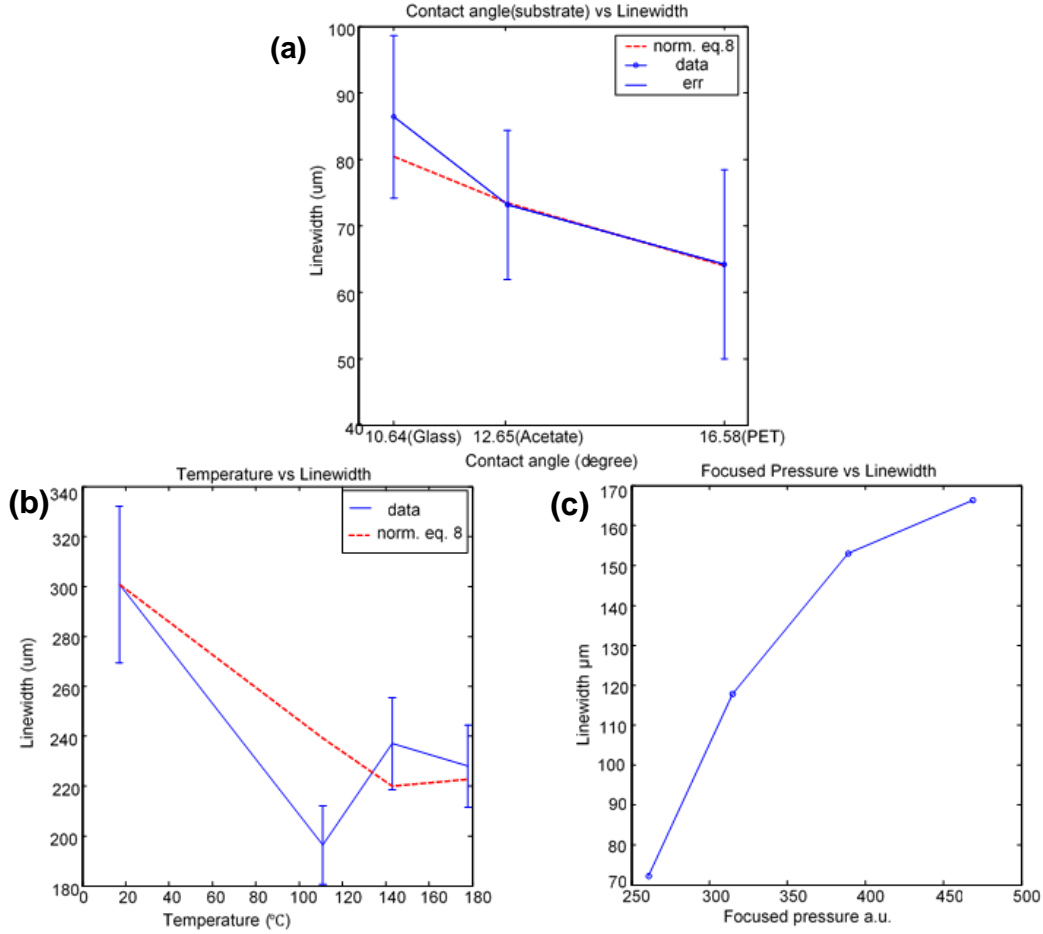 Contact angle(substrate) vs Linewidth
(a)
100
90
80
70
60
50
40
Linewidth (um)
norm. eq.8
data
err
10.64(Glass) 12.65(Acetate) 16.58(PET)
Contact angle (degree)
Temperature vs Linewidth
(b)
340
300
280
260
240
220
200
180
Linewidth (um)
data
norm. eq. 8
0 20 40 60 80 100 120 140 160 180
Temperature (℃)
Focused Pressure vs Linewidth
(c)
170
160
150
140
130
120
110
100
90
80
70
Linewidth µm
250 300 350 400 450 500
Focused pressure a.u.